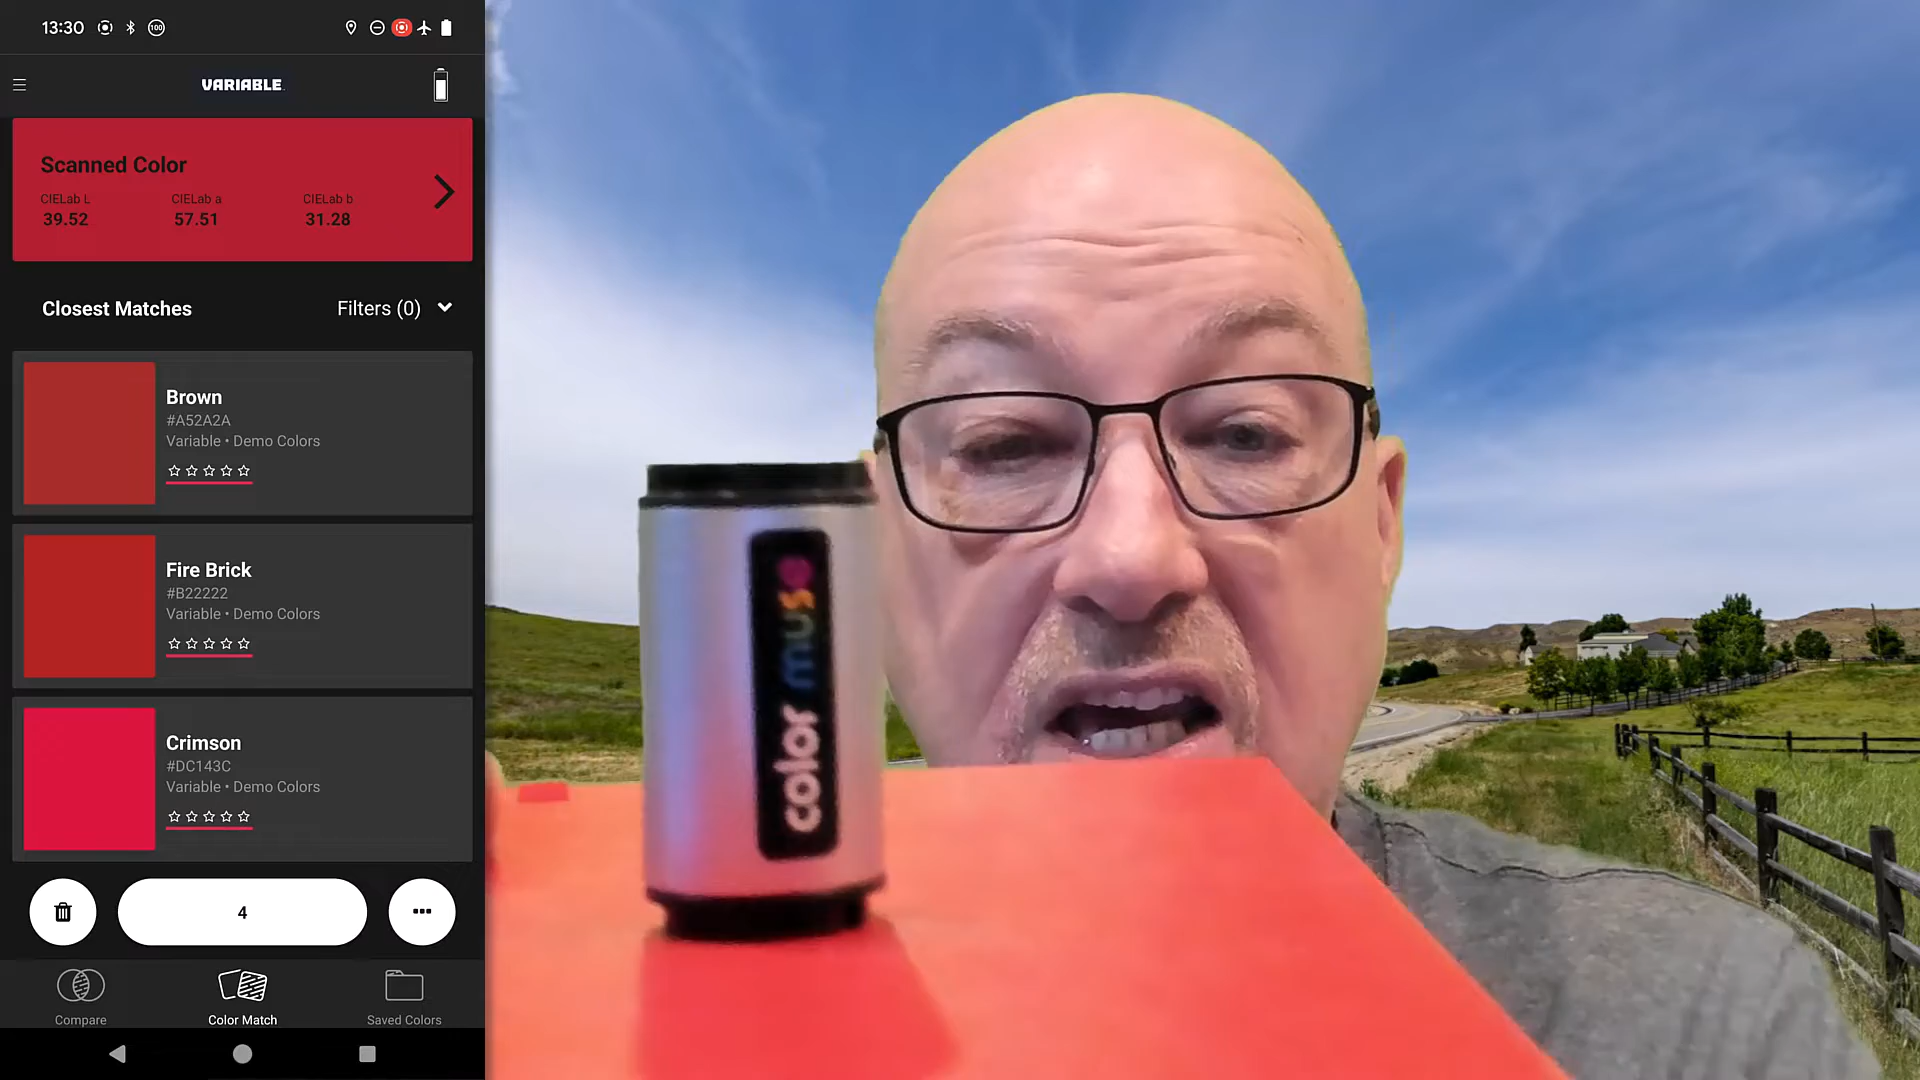 13:30
100
VARIABLE
Scanned Color
CIELab L
CIELab a
CIELab b
39.52
57.51
31.28
Closest Matches
Filters (0)
Brown
#A52A2A
Variable • Demo Colors
Fire Brick
#B22222
Variable • Demo Colors
Crimson
#DC143C
Variable • Demo Colors
4
Compare
Color Match
Saved Colors
color muse